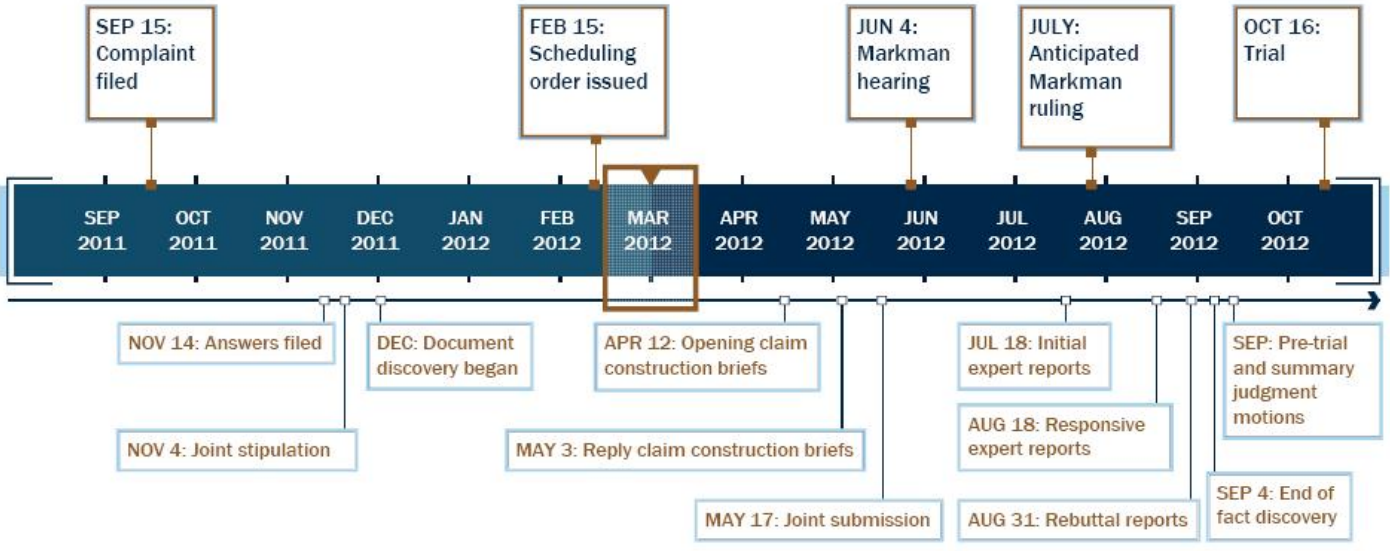 SEP 15:
Complaint
filed
FEB 15:
Scheduling
order issued
JUN 4:
Markman
hearing
JULY:
Anticipated
Markman
ruling
OCT 16:
Trial
SEP
2011
OCT
2011
NOV
2011
DEC
2011
JAN
2012
FEB
2012
MAR
2012
APR
2012
MAY
2012
JUN
2012
JUL
2012
AUG
2012
SEP
2012
OCT
2012
NOV 14: Answers filed
DEC: Document
discovery began
APR 12: Opening claim
construction briefs
JUL 18: Initial
expert reports
SEP: Pre-trial
and summary
judgment
motions
NOV 4: Joint stipulation
MAY 3: Reply claim construction briefs
AUG 18: Responsive
expert reports
MAY 17: Joint submission
AUG 31: Rebuttal reports
SEP 4: End of
fact discovery